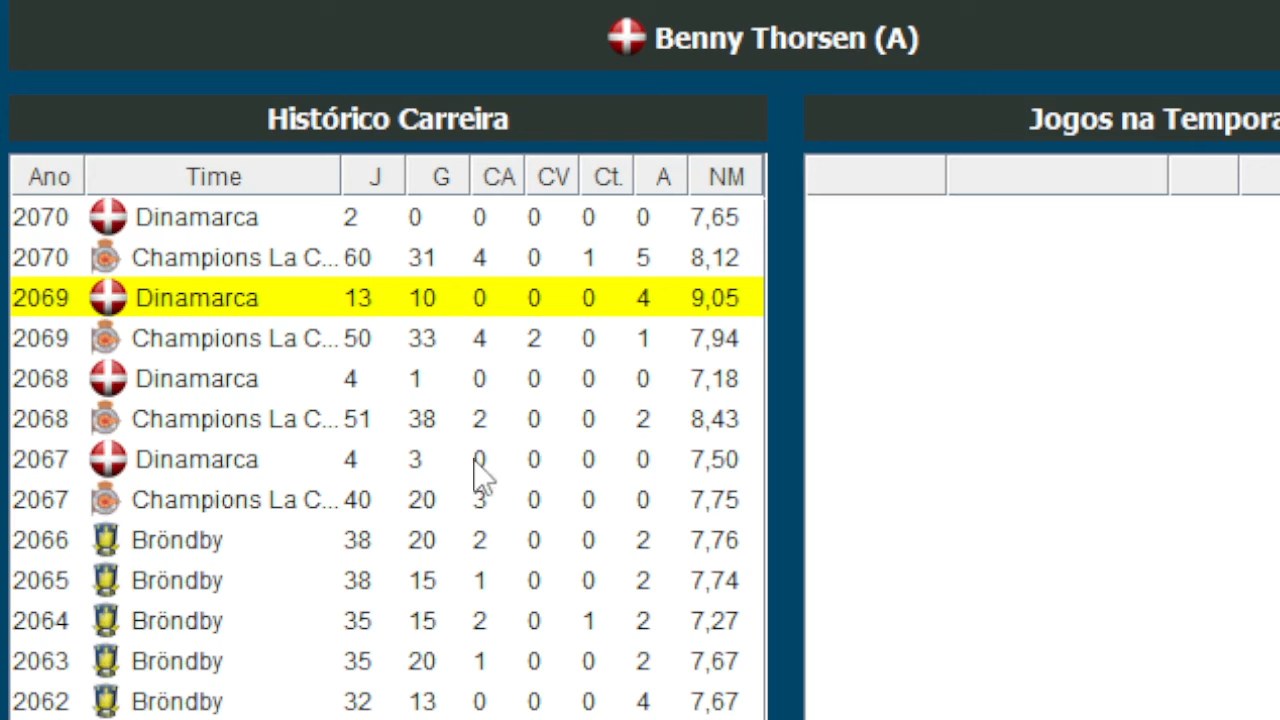 Benny Thorsen (A)
Histórico Carreira
Jogos na Tempora
Ano Time J G CA CV Ct. A NM
2070 Dinamarca 2 0 0 0 0 0 7,65
2070 Champions La C... 60 31 4 0 1 5 8,12
2069 Dinamarca 13 10 0 0 0 4 9,05
2069 Champions La C... 50 33 4 2 0 1 7,94
2068 Dinamarca 4 1 0 0 0 0 7,18
2068 Champions La C... 51 38 2 0 0 2 8,43
2067 Dinamarca 4 3 0 0 0 0 7,50
2067 Champions La C... 40 20 3 0 0 0 7,75
2066 Bröndby 38 20 2 0 0 2 7,76
2065 Bröndby 38 15 1 0 0 2 7,74
2064 Bröndby 35 15 2 0 1 2 7,27
2063 Bröndby 35 20 1 0 0 2 7,67
2062 Bröndby 32 13 0 0 0 4 7,67